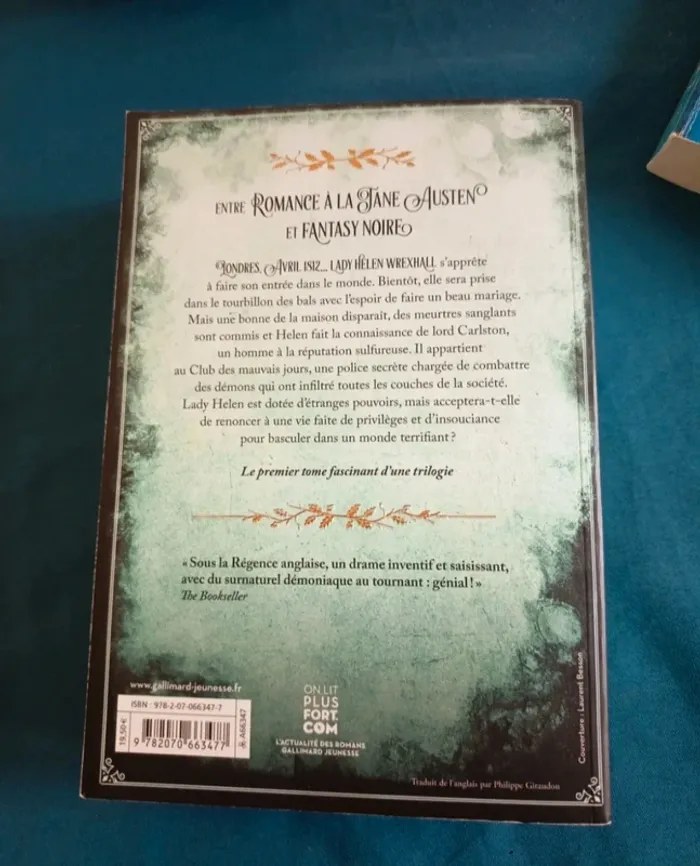 ENTRE ROMANCE À LA JANE AUSTEN
ET FANTASY NOIRE
LONDRES, AVRIL 1812... LADY HELEN WREXHALL s'apprête
à faire son entrée dans le monde. Bientôt, elle sera prise
dans le tourbillon des bals avec l'espoir de faire un beau mariage.
Mais une bonne de la maison disparaît, des meurtres sanglants
sont commis et Helen fait la connaissance de lord Carlston,
un homme à la réputation sulfureuse. Il appartient
au Club des mauvais jours, une police secrète chargée de combattre
des démons qui ont infiltré toutes les couches de la société.
Lady Helen est dotée d'étranges pouvoirs, mais acceptera-t-elle
de renoncer à une vie faite de privilèges et d'insouciance
pour basculer dans un monde terrifiant ?
Le premier tome fascinant d'une trilogie
« Sous la Régence anglaise, un drame inventif et saisissant,
avec du surnaturel démoniaque au tournant : génial ! »
The Bookseller
www.gallimard-jeunesse.fr
ISBN : 978-2-07-066347-7
19,50 €
A66347
9 782070 663477
ON LIT
PLUS
FORT.
COM
L'ACTUALITÉ DES ROMANS
GALLIMARD JEUNESSE
Traduit de l'anglais par Philippe Giraudon
Couverture : Laurent Besson